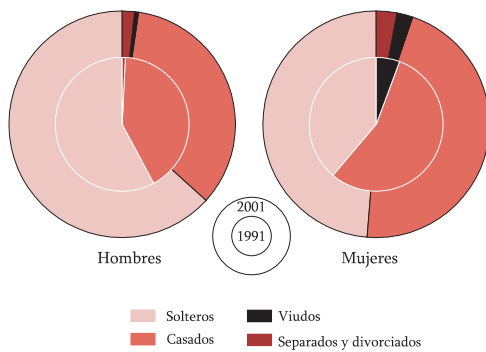 2001
1991
Hombres
Mujeres
Solteros
Viudos
Casados
Separados y divorciados